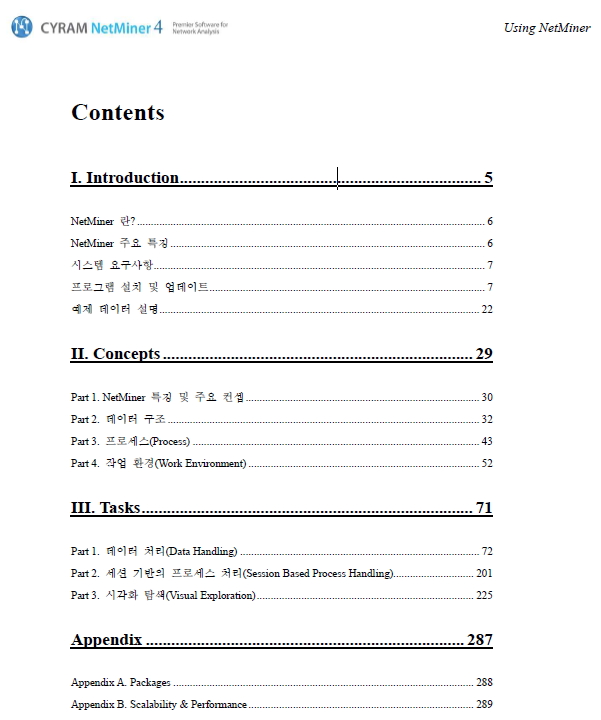 CYRAM NetMiner 4 Premier Software for Network Analysis
Using NetMiner
Contents
I. Introduction 5
NetMiner 란? 6
NetMiner 주요 특징 6
시스템 요구사항 7
프로그램 설치 및 업데이트 7
예제 데이터 설명 22
II. Concepts 29
Part 1. NetMiner 특징 및 주요 컨셉 30
Part 2. 데이터 구조 32
Part 3. 프로세스(Process) 43
Part 4. 작업 환경(Work Environment) 52
III. Tasks 71
Part 1. 데이터 처리(Data Handling) 72
Part 2. 세션 기반의 프로세스 처리(Session Based Process Handling) 201
Part 3. 시각화 탐색(Visual Exploration) 225
Appendix 287
Appendix A. Packages 288
Appendix B. Scalability & Performance 289